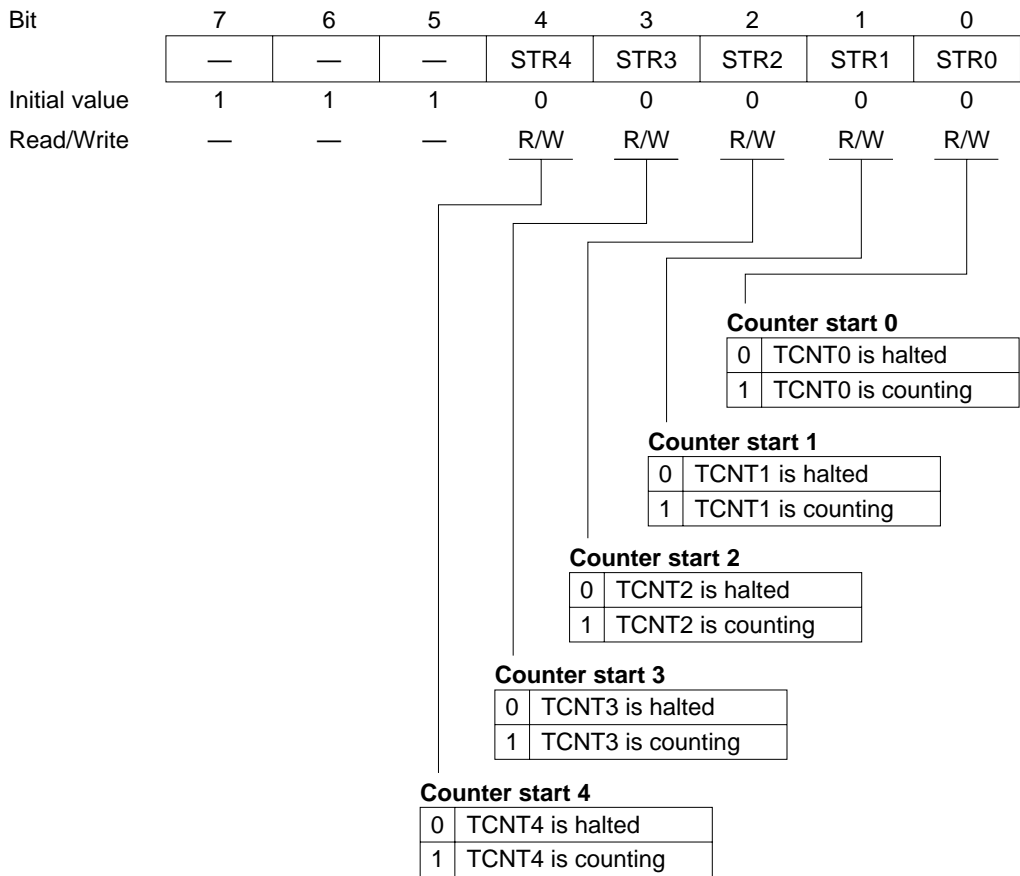 Bit 7 6 5 4 3 2 1 0
— — — STR4 STR3 STR2 STR1 STR0
Initial value 1 1 1 0 0 0 0 0
Read/Write — — — R/W R/W R/W R/W R/W
Counter start 0
0 TCNT0 is halted
1 TCNT0 is counting
Counter start 1
0 TCNT1 is halted
1 TCNT1 is counting
Counter start 2
0 TCNT2 is halted
1 TCNT2 is counting
Counter start 3
0 TCNT3 is halted
1 TCNT3 is counting
Counter start 4
0 TCNT4 is halted
1 TCNT4 is counting